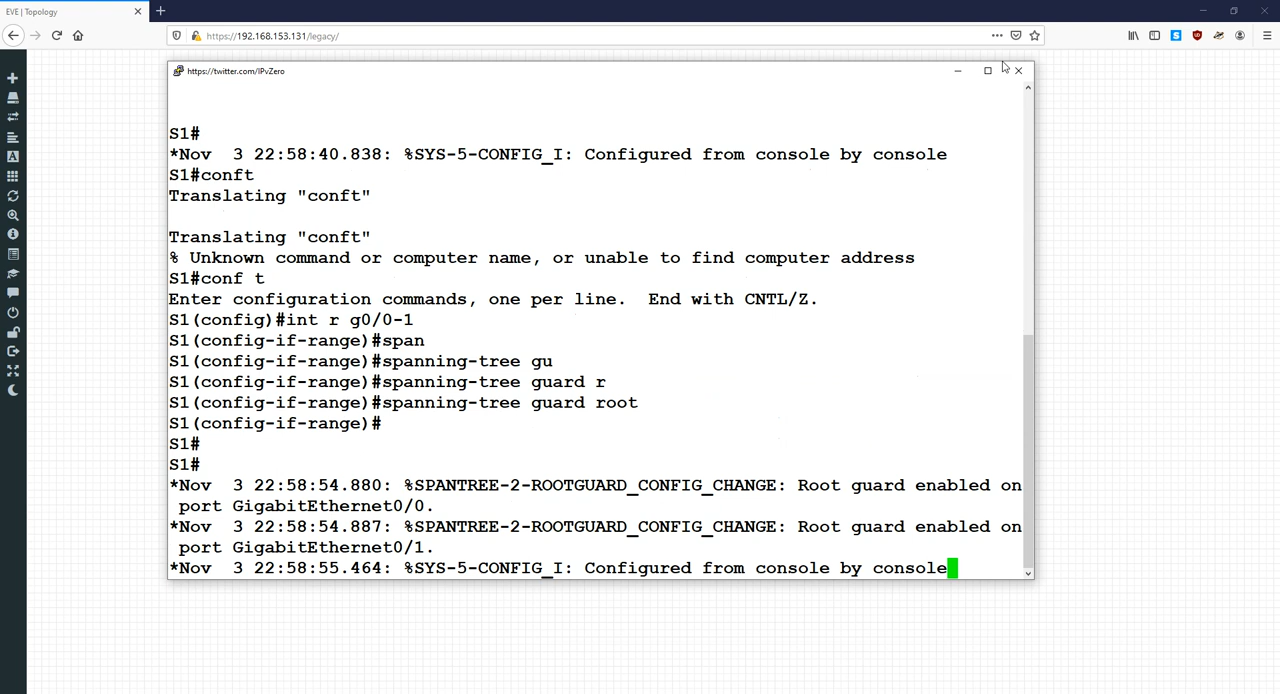 EVE | Topology
https://192.168.153.131/legacy/
https://twitter.com/IPvZero
S1#
*Nov  3 22:58:40.838: %SYS-5-CONFIG_I: Configured from console by console
S1#conft
Translating "conft"
Translating "conft"
% Unknown command or computer name, or unable to find computer address
S1#conf t
Enter configuration commands, one per line.  End with CNTL/Z.
S1(config)#int r g0/0-1
S1(config-if-range)#span
S1(config-if-range)#spanning-tree gu
S1(config-if-range)#spanning-tree guard r
S1(config-if-range)#spanning-tree guard root
S1(config-if-range)#
S1#
S1#
*Nov  3 22:58:54.880: %SPANTREE-2-ROOTGUARD_CONFIG_CHANGE: Root guard enabled on
port GigabitEthernet0/0.
*Nov  3 22:58:54.887: %SPANTREE-2-ROOTGUARD_CONFIG_CHANGE: Root guard enabled on
port GigabitEthernet0/1.
*Nov  3 22:58:55.464: %SYS-5-CONFIG_I: Configured from console by console